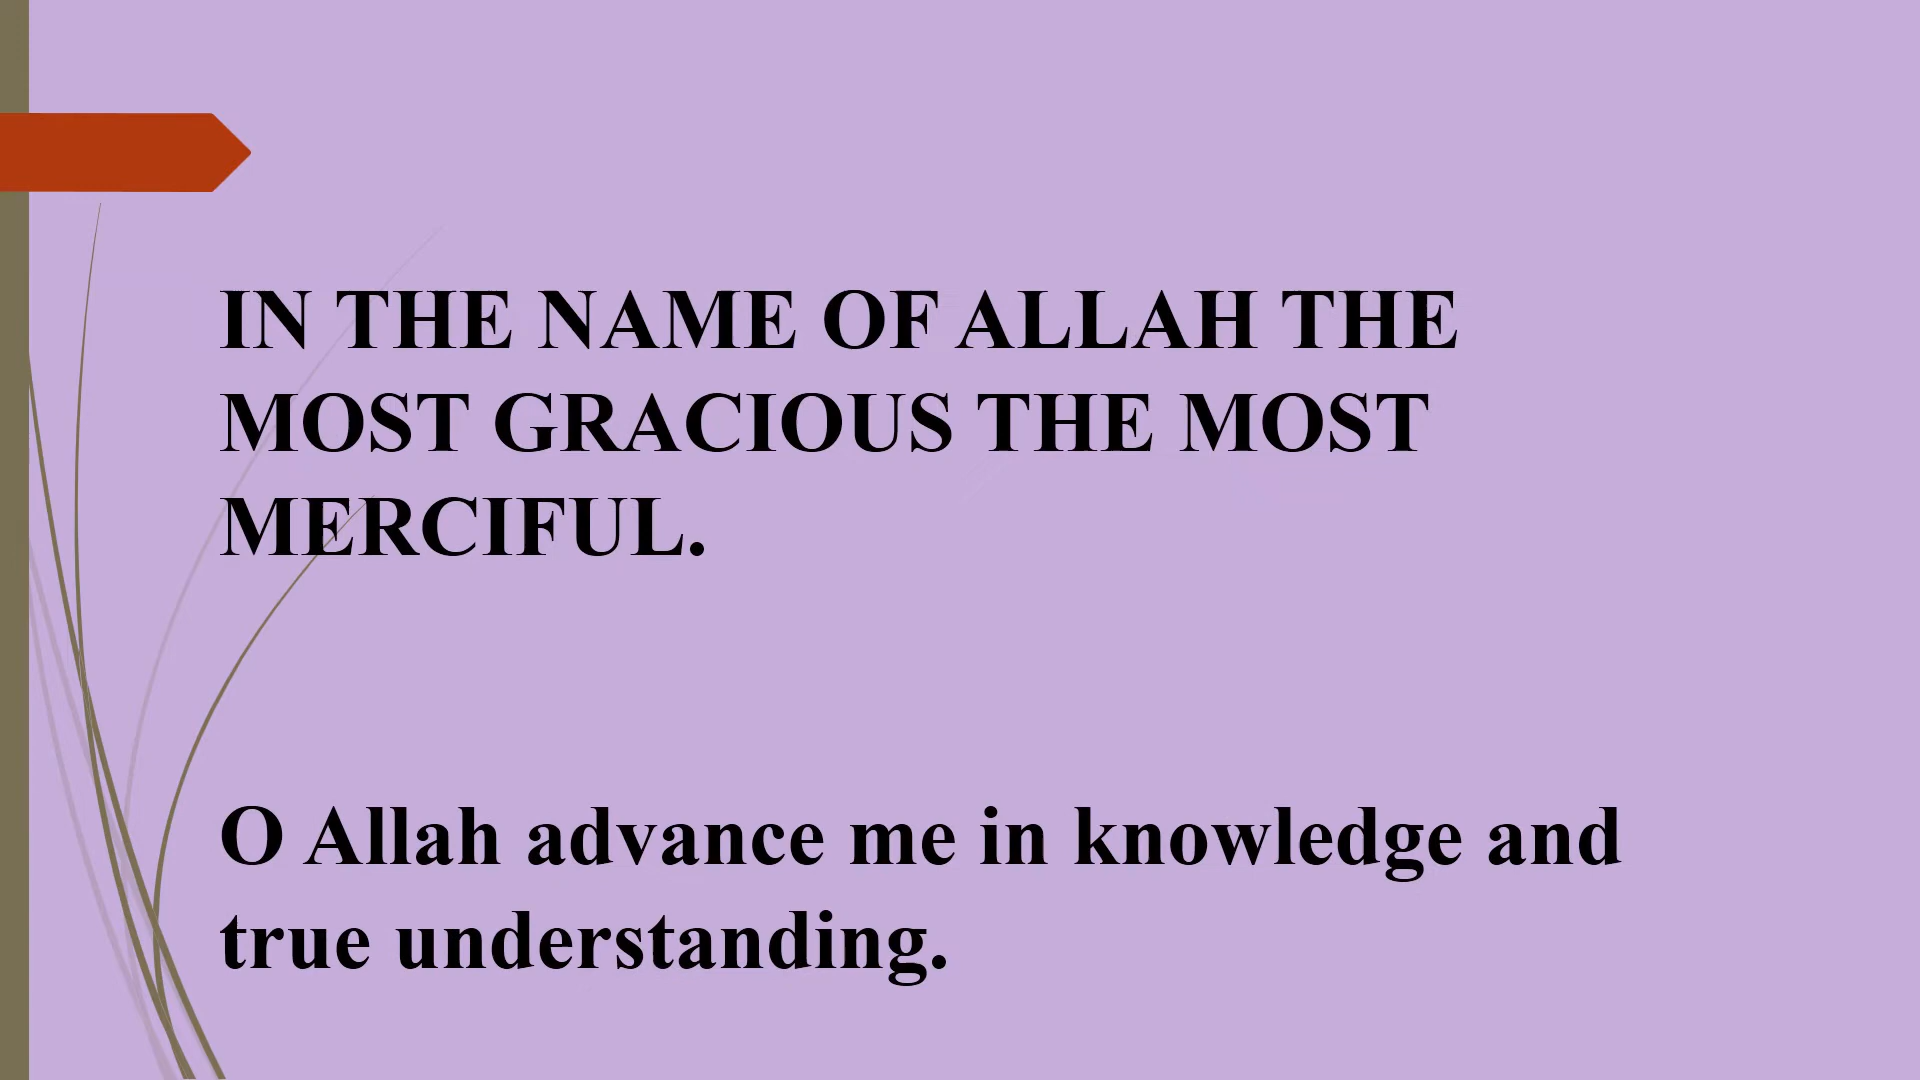 IN THE NAME OF ALLAH THE
MOST GRACIOUS THE MOST
MERCIFUL.
O Allah advance me in knowledge and
true understanding.